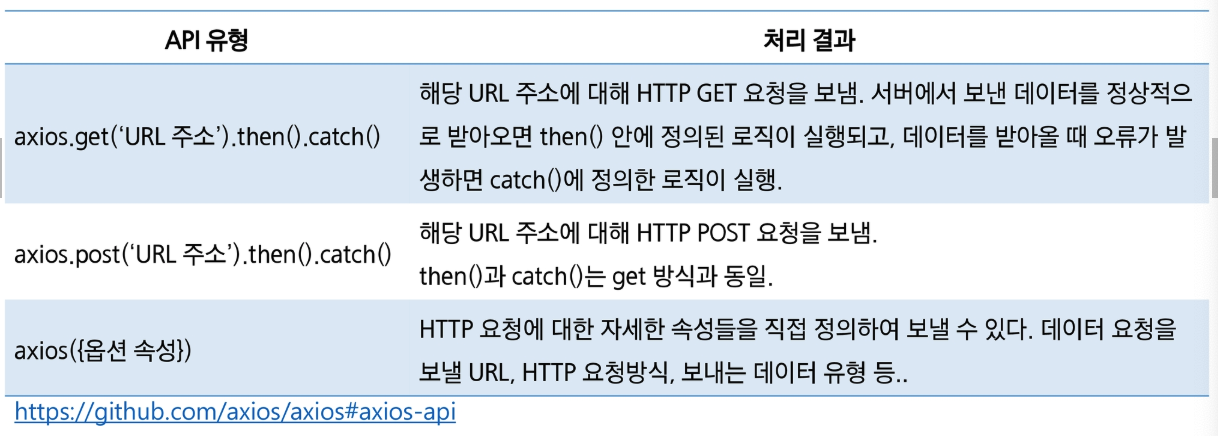 API 유형
처리 결과
axios.get(‘URL 주소’).then().catch()
해당 URL 주소에 대해 HTTP GET 요청을 보냄. 서버에서 보낸 데이터를 정상적으
로 받아오면 then() 안에 정의된 로직이 실행되고, 데이터를 받아올 때 오류가 발
생하면 catch()에 정의한 로직이 실행.
axios.post(‘URL 주소’).then().catch()
해당 URL 주소에 대해 HTTP POST 요청을 보냄.
then()과 catch()는 get 방식과 동일.
axios({옵션 속성})
HTTP 요청에 대한 자세한 속성들을 직접 정의하여 보낼 수 있다. 데이터 요청을
보낼 URL, HTTP 요청방식, 보내는 데이터 유형 등..
https://github.com/axios/axios#axios-api